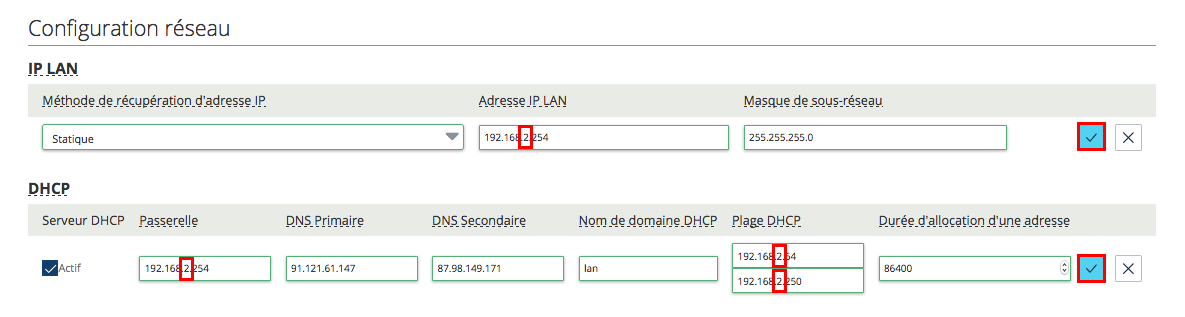 Configuration réseau
IP LAN
Méthode de récupération d'adresse IP Adresse IP LAN Masque de sous-réseau
Statique 192.168.2.254 255.255.255.0
DHCP
Serveur DHCP Passerelle DNS Primaire DNS Secondaire Nom de domaine DHCP Plage DHCP Durée d'allocation d'une adresse
192.168.2.64
Actif 192.168.2.254 91.121.61.147 87.98.149.171 lan 86400
192.168.2.250